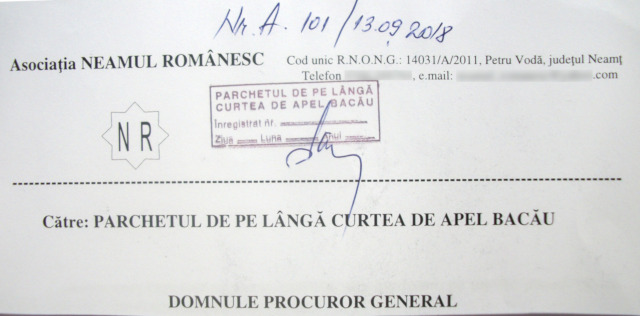 Nr. A. 101 / 13.09.2018
Asociația NEAMUL ROMÂNESC
Cod unic R.N.O.N.G.: 14031/A/2011, Petru Vodă, județul Neamț
Telefon , e.mail: .com
PARCHETUL DE PE LÂNGĂ
CURTEA DE APEL BACĂU
Înregistrat nr.
Ziua Luna Anul
N R
Către: PARCHETUL DE PE LÂNGĂ CURTEA DE APEL BACĂU
DOMNULE PROCUROR GENERAL